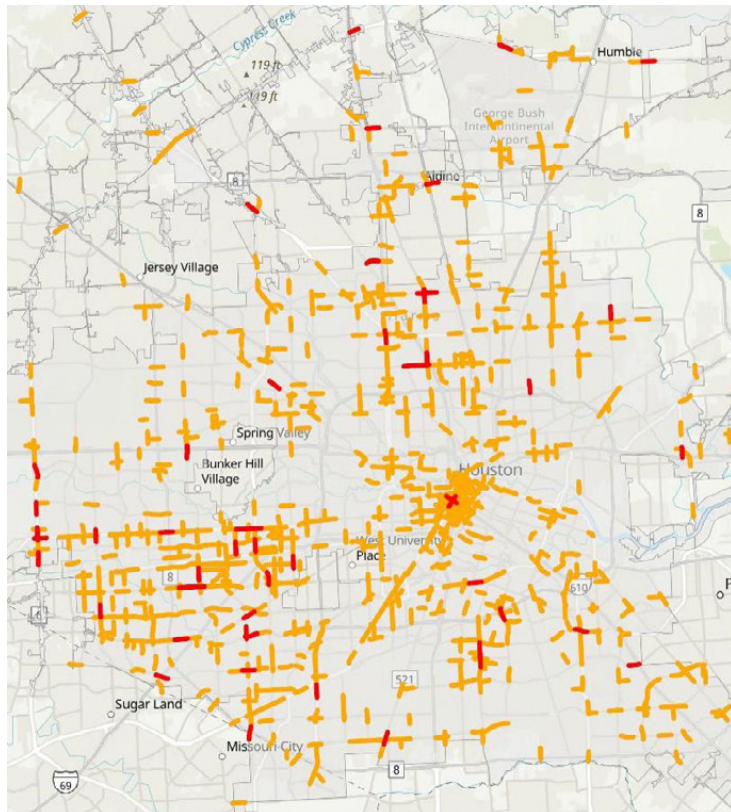 Cypress Creek
119 ft
119 ft
Humble
George Bush
Intercontinental
Airport
8
Aldine
8
Jersey Village
Spring Valley
Houston
Bunker Hill
Village
West University
Place
8
610
6
521
Sugar Land
Missouri City
8
69